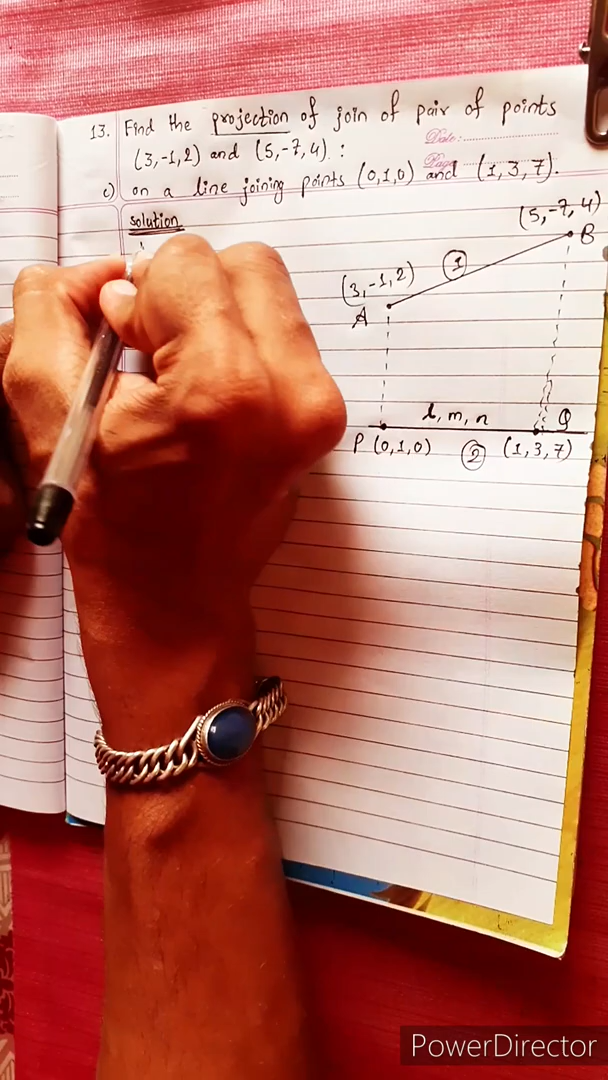 13. Find the projection of join of pair of points
(3,-1,2) and (5,-7,4) :
Date:
Page
c) on a line joining points (0,1,0) and (1,3,7).
solution
(5,-7,4)
B
1
(3,-1,2)
A
l, m, n
Q
P (0,1,0) 2 (1,3,7)
PowerDirector